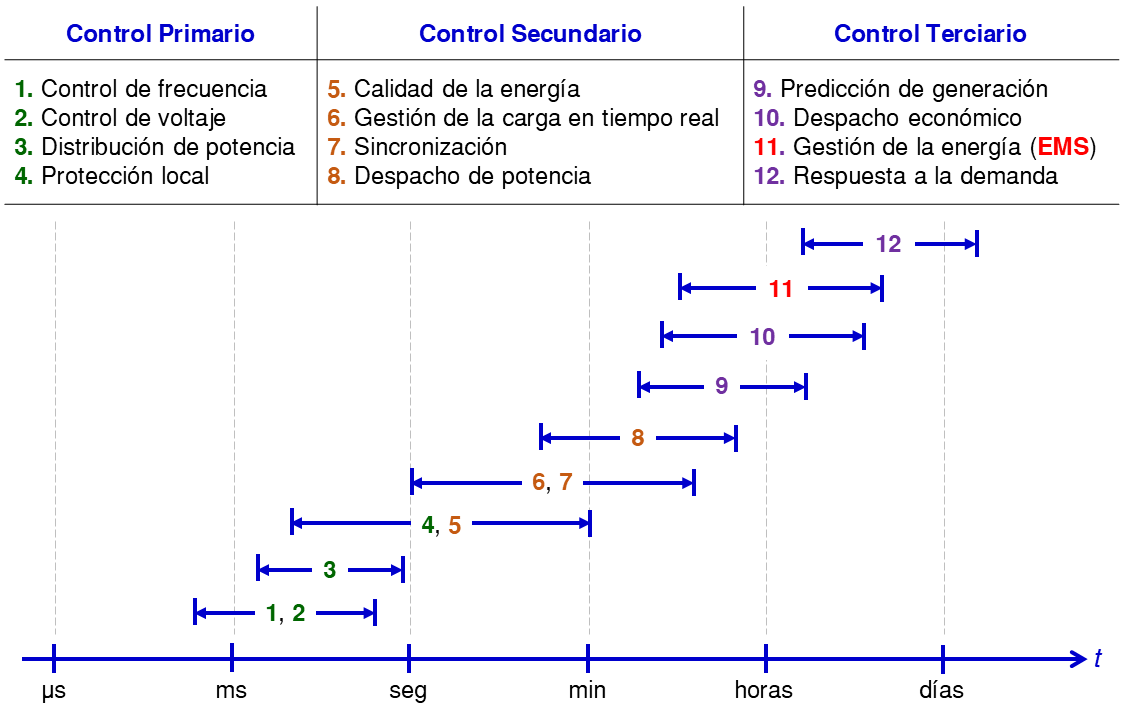 Control Primario
Control Secundario
Control Terciario
1. Control de frecuencia
2. Control de voltaje
3. Distribución de potencia
4. Protección local
5. Calidad de la energía
6. Gestión de la carga en tiempo real
7. Sincronización
8. Despacho de potencia
9. Predicción de generación
10. Despacho económico
11. Gestión de la energía (EMS)
12. Respuesta a la demanda
12
11
10
9
8
6, 7
4, 5
3
1, 2
t
µs
ms
seg
min
horas
días